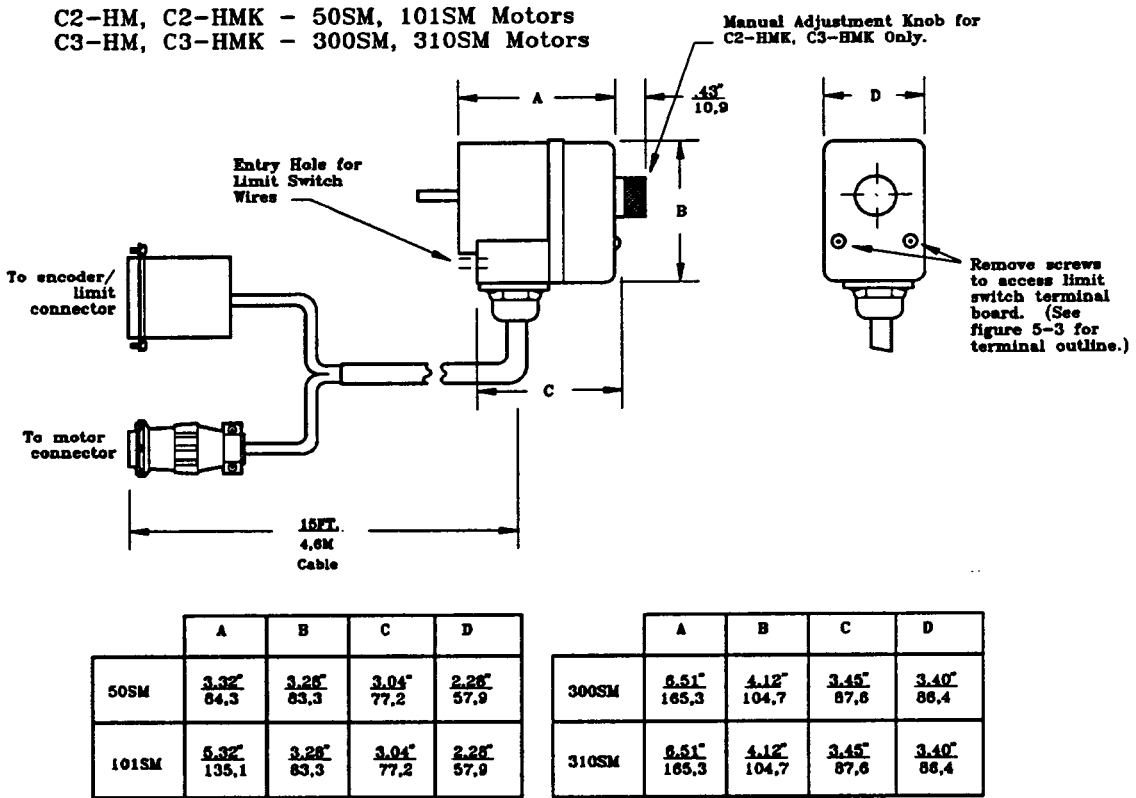 C2-HM, C2-HMK - 50SM, 101SM Motors
C3-HM, C3-HMK - 300SM, 310SM Motors
Manual Adjustment Knob for
C2-HMK, C3-HMK Only.
A
.43"
10,9
D
Entry Hole for
Limit Switch
Wires
B
To encoder/
limit
connector
Remove screws
to access limit
switch terminal
board. (See
figure 5-3 for
terminal outline.)
C
To motor
connector
15FT.
4,6M
Cable
A B C D
50SM 3.32" 3.28" 3.04" 2.28"
84,3 83,3 77,2 57,9
101SM 5.32" 3.28" 3.04" 2.28"
135,1 83,3 77,2 57,9
A B C D
300SM 6.51" 4.12" 3.45" 3.40"
165,3 104,7 87,6 86,4
310SM 6.51" 4.12" 3.45" 3.40"
165,3 104,7 87,6 86,4